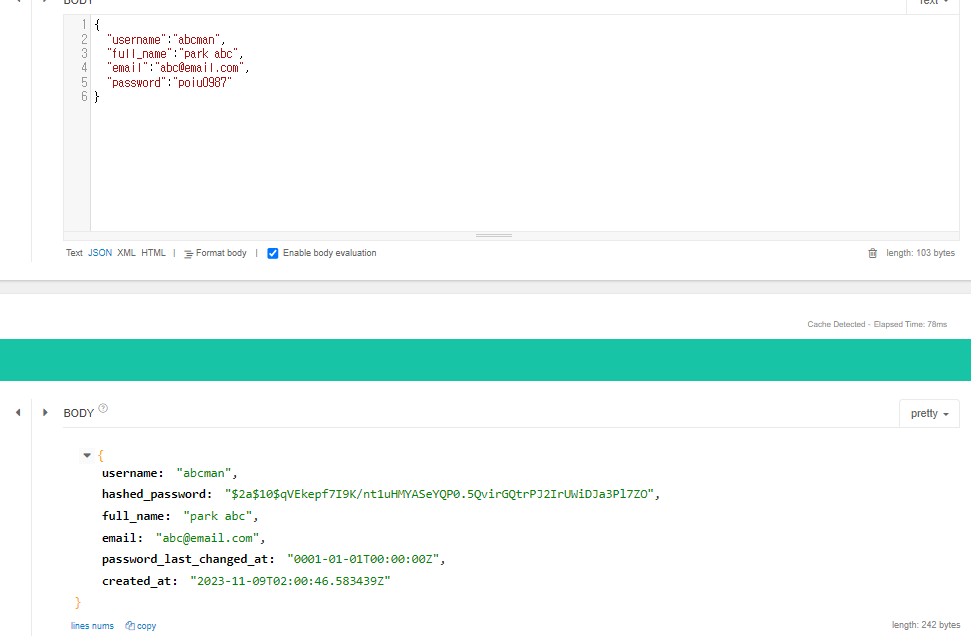 BODY
Text
1 {
2 "username":"abcman",
3 "full_name":"park abc",
4 "email":"abc@email.com",
5 "password":"poiu0987"
6 }
Text JSON XML HTML | Format body | Enable body evaluation length: 103 bytes
Cache Detected - Elapsed Time: 78ms
BODY ? pretty
{
username: "abcman",
hashed_password: "$2a$10$qVEkepf7I9K/nt1uHMYASeYQP0.5QvirGQtrPJ2IrUWiDJa3Pl7ZO",
full_name: "park abc",
email: "abc@email.com",
password_last_changed_at: "0001-01-01T00:00:00Z",
created_at: "2023-11-09T02:00:46.583439Z"
}
lines nums copy length: 242 bytes